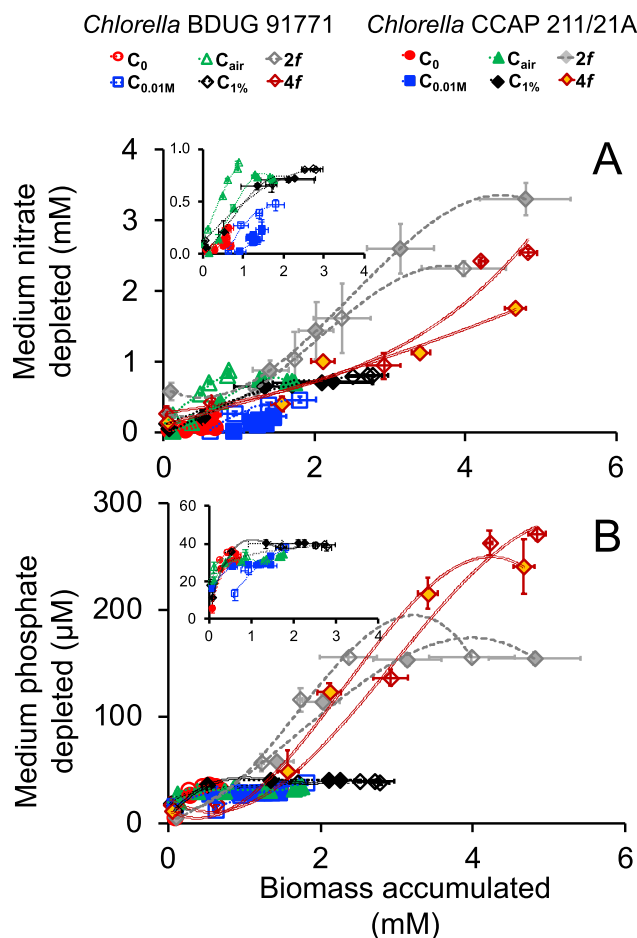 Chlorella BDUG 91771 Chlorella CCAP 211/21A
C0 Cair 2f C0 Cair 2f
C0.01M C1% 4f C0.01M C1% 4f
A
Medium nitrate
depleted (mM)
4
3
2
1
0
0 2 4 6
1.0
0.5
0.0
0 1 2 3 4
B
Medium phosphate
depleted (µM)
300
200
100
0
0 2 4 6
60
40
20
0
0 1 2 3 4
Biomass accumulated
(mM)